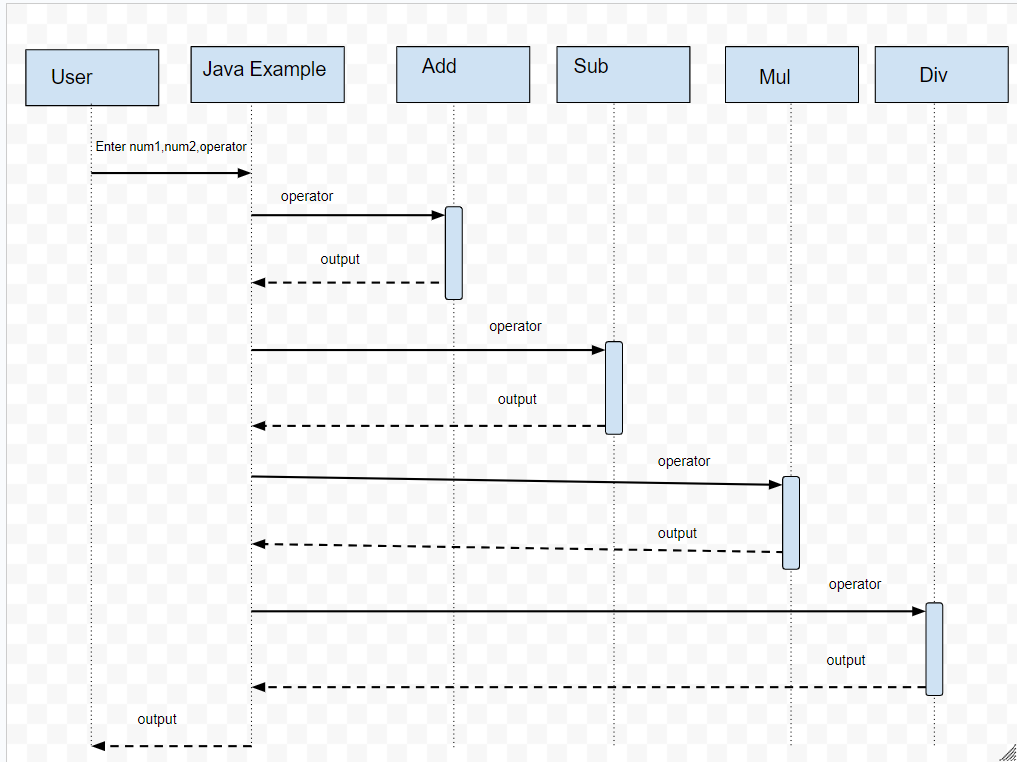 User
Java Example
Add
Sub
Mul
Div
Enter num1,num2,operator
operator
output
operator
output
operator
output
operator
output
output